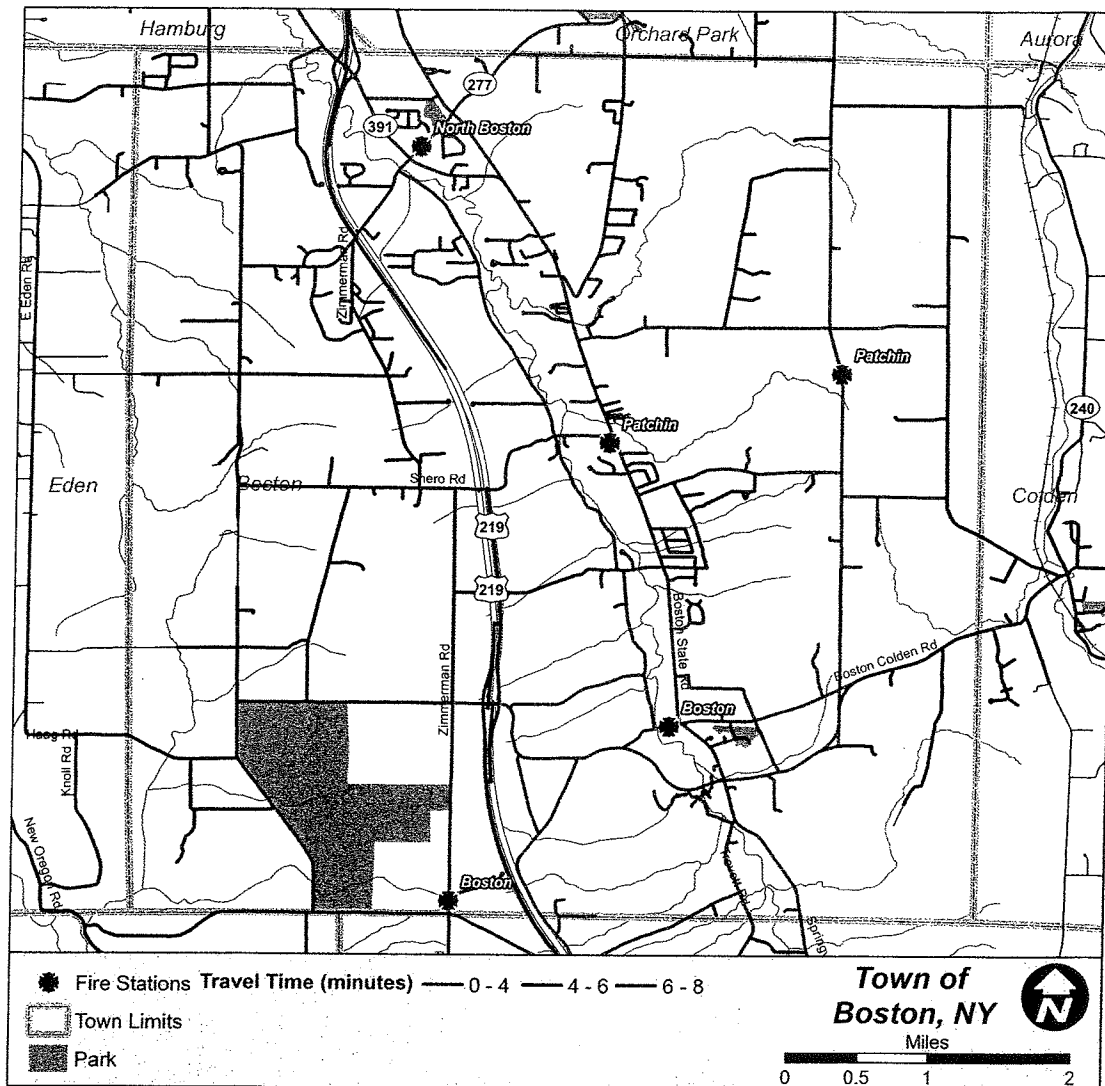 Hamburg
Orchard Park
Aurora
277
391
North Boston
E Eden Rd
Zimmerman Rd
Patchin
240
Patchin
Eden
Boston
Shero Rd
Colden
219
219
Boston State Rd
Zimmerman Rd
Boston Colden Rd
Boston
Haag Rd
Knoll Rd
New Oregon Rd
Boston
Spring
Fire Stations Travel Time (minutes) 0 - 4 4 - 6 6 - 8
Town Limits
Park
Town of
Boston, NY
N
Miles
0 0.5 1 2